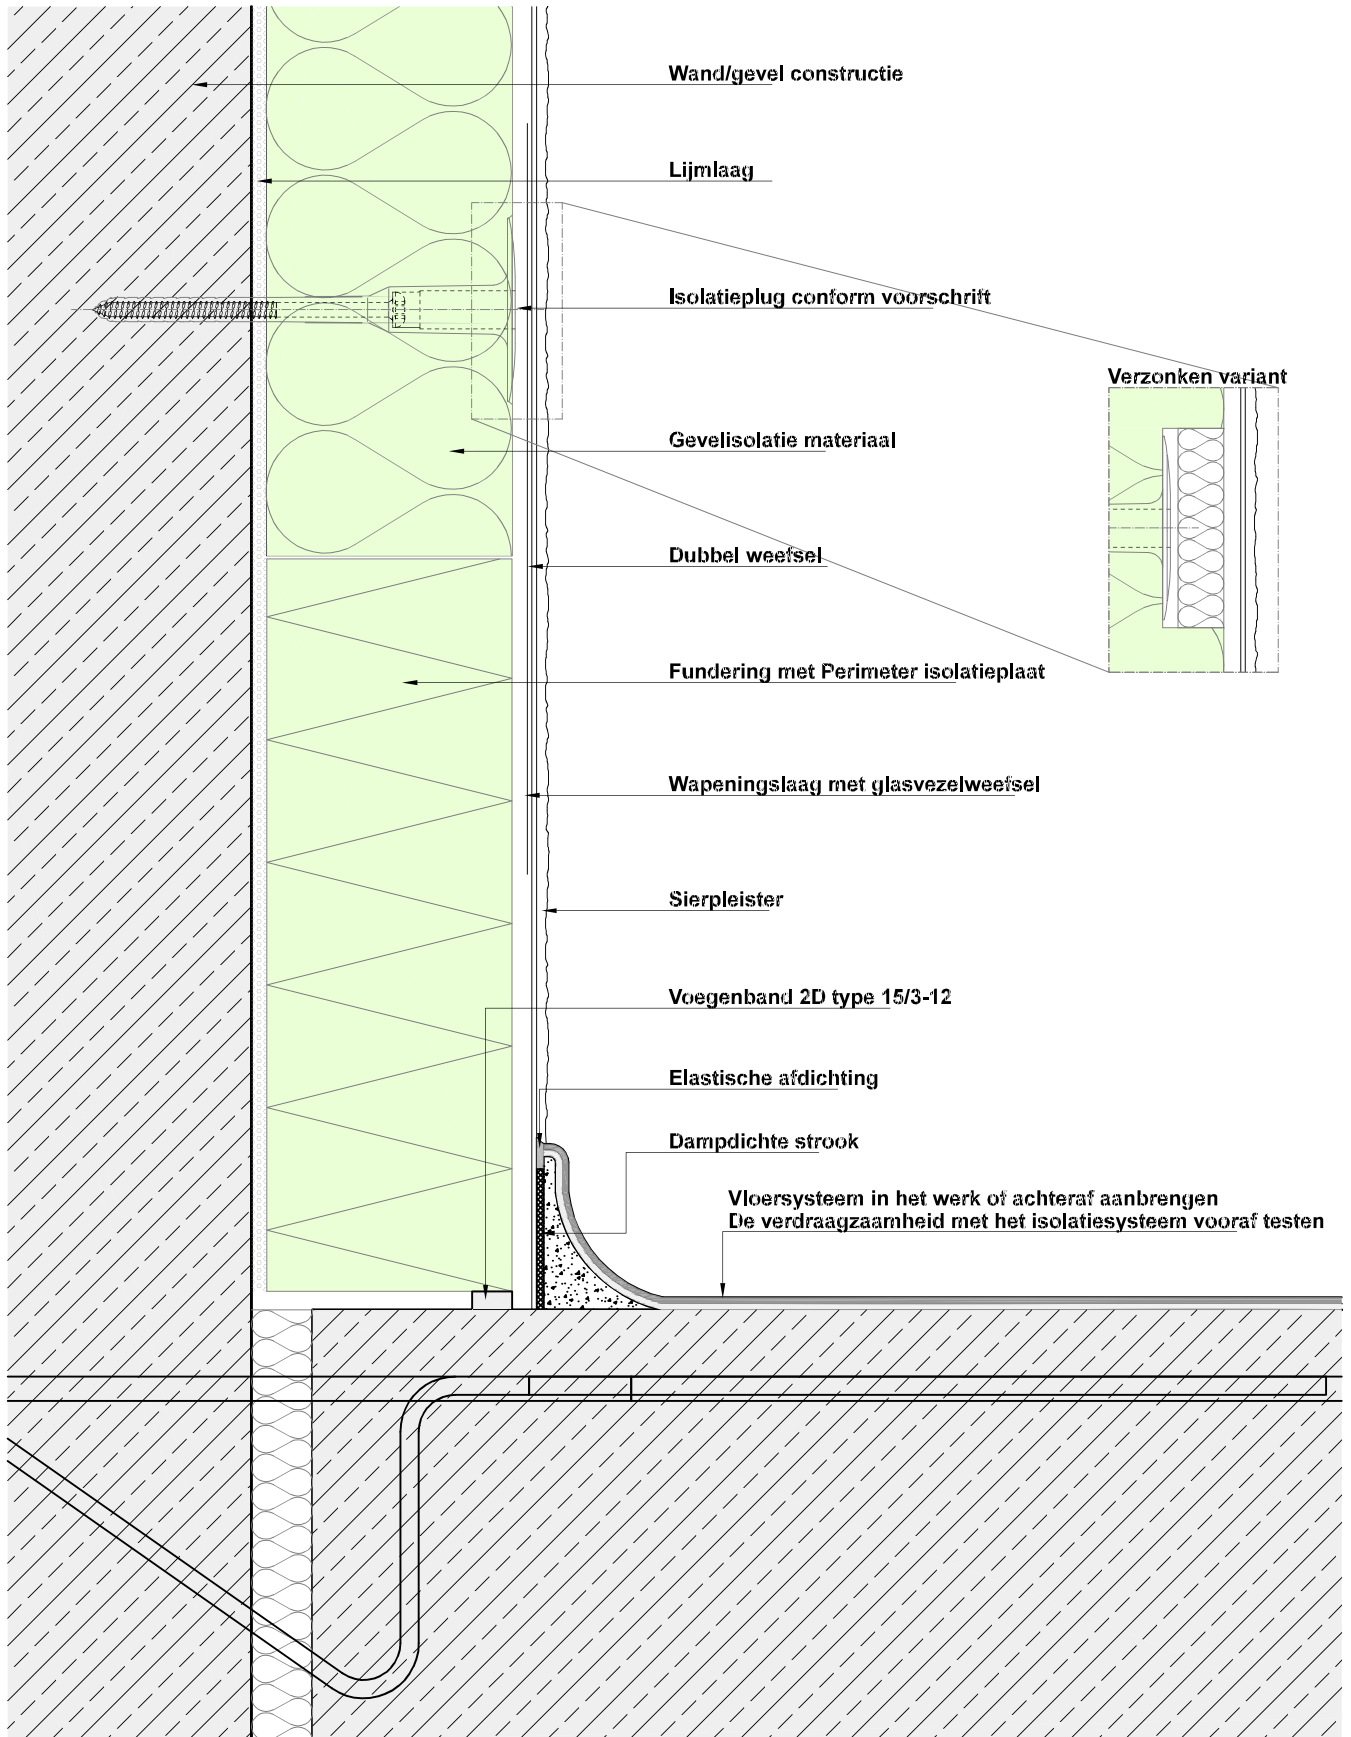 Wand/gevel constructie
Lijmlaag
Isolatieplug conform voorschrift
Verzonken variant
Gevelisolatie materiaal
Dubbel weefsel
Fundering met Perimeter isolatieplaat
Wapeningslaag met glasvezelweefsel
Sierpleister
Voegenband 2D type 15/3-12
Elastische afdichting
Dampdichte strook
Vloersysteem in het werk of achteraf aanbrengen
De verdraagzaamheid met het isolatiesysteem vooraf testen